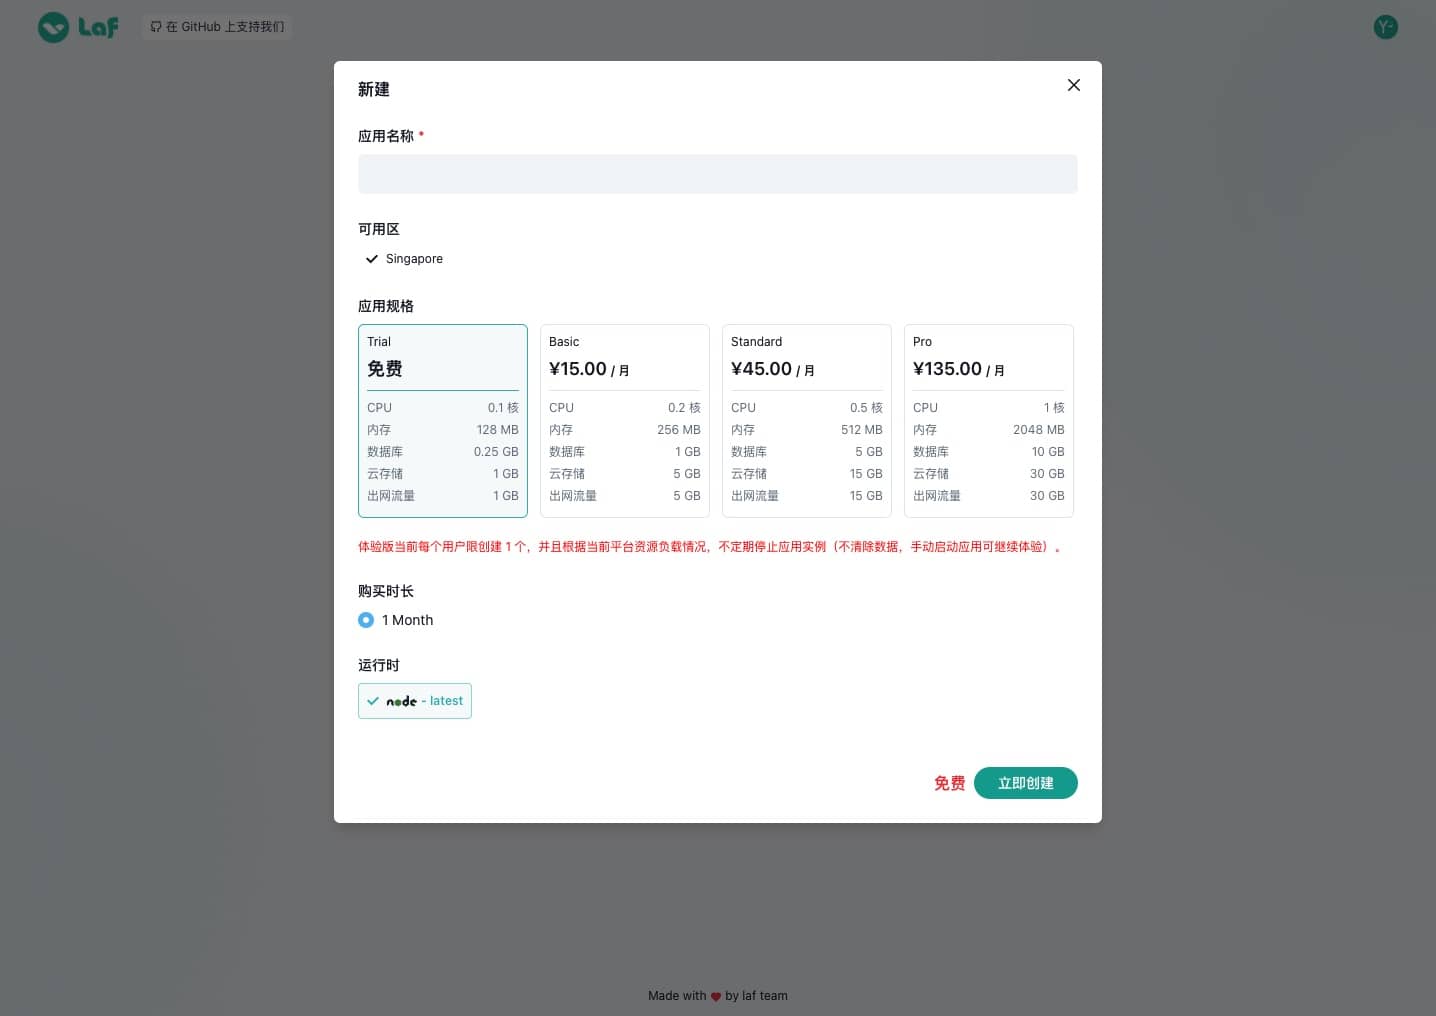 Laf
在 GitHub 上支持我们
Y-
新建
应用名称 *
可用区
Singapore
应用规格
Trial
免费
CPU 0.1 核
内存 128 MB
数据库 0.25 GB
云存储 1 GB
出网流量 1 GB
Basic
¥15.00 / 月
CPU 0.2 核
内存 256 MB
数据库 1 GB
云存储 5 GB
出网流量 5 GB
Standard
¥45.00 / 月
CPU 0.5 核
内存 512 MB
数据库 5 GB
云存储 15 GB
出网流量 15 GB
Pro
¥135.00 / 月
CPU 1 核
内存 2048 MB
数据库 10 GB
云存储 30 GB
出网流量 30 GB
体验版当前每个用户限创建 1 个，并且根据当前平台资源负载情况，不定期停止应用实例（不清除数据，手动启动应用可继续体验）。
购买时长
1 Month
运行时
node - latest
免费 立即创建
Made with ❤ by laf team